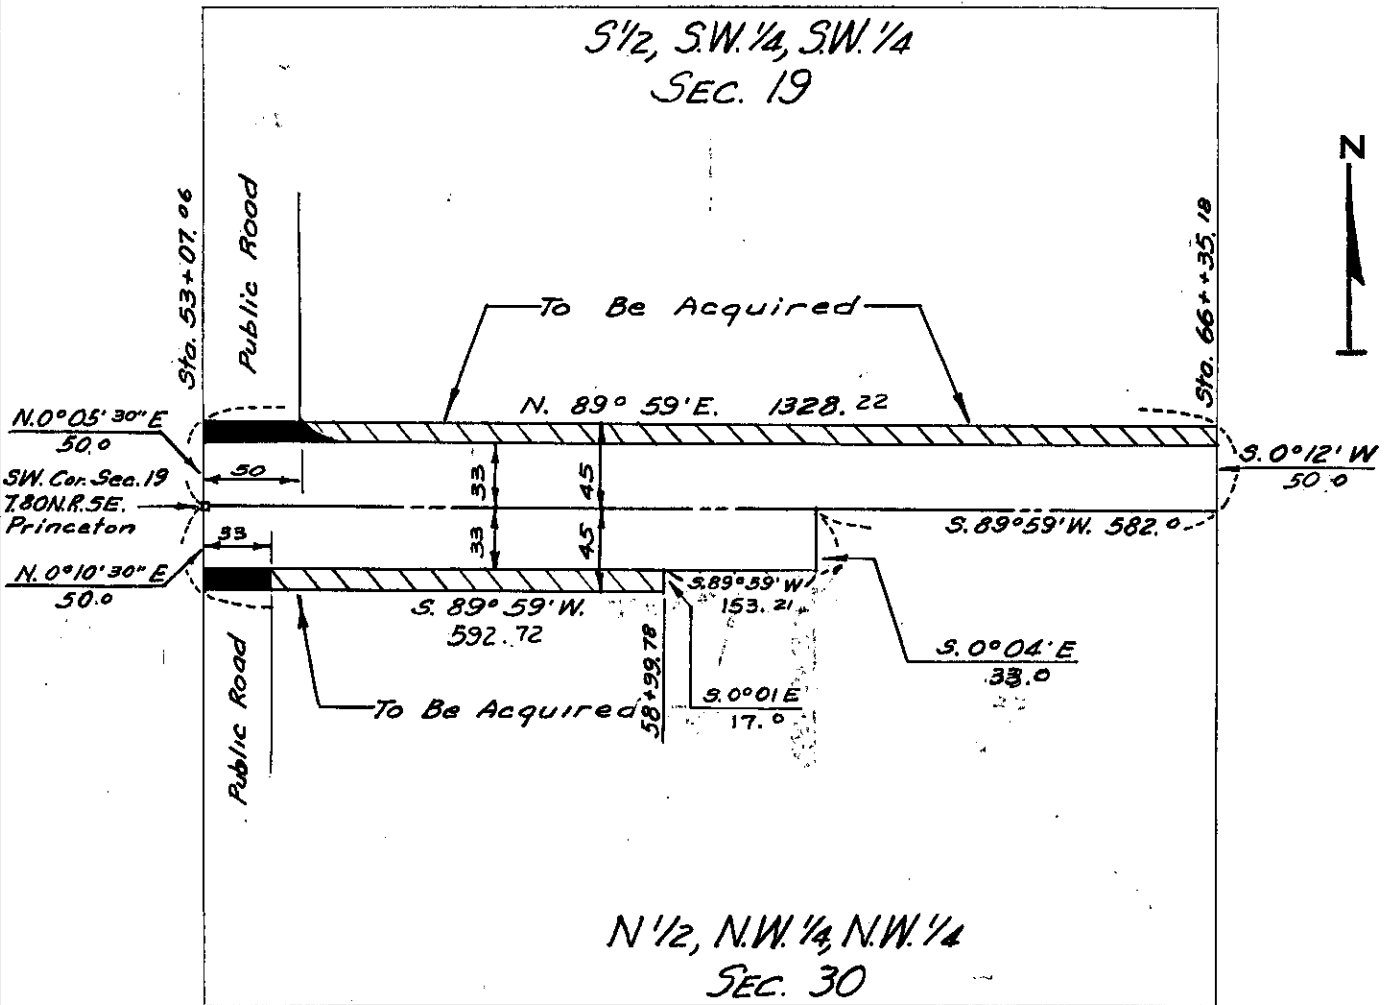 S1/2, S.W.1/4, S.W.1/4
SEC. 19
N
Sta. 53+07.06
Public Road
Sta. 66++35.18
To Be Acquired
N. 89° 59'E. 1328.22
N.0°05'30"E
50.0
SW. Cor. Sec. 19
T.80N.R.5E.
Princeton
50
33
45
S. 0°12' W
50.0
S.89°59'W. 582.0
33
33
45
N. 0°10'30"E
50.0
S. 89° 59' W.
592.72
S.89°59' W
153.21
58+99.78
S. 0°04' E
33.0
S.0°01E
17.0
To Be Acquired
Public Road
N 1/2, N.W.1/4, N.W.1/4
SEC. 30